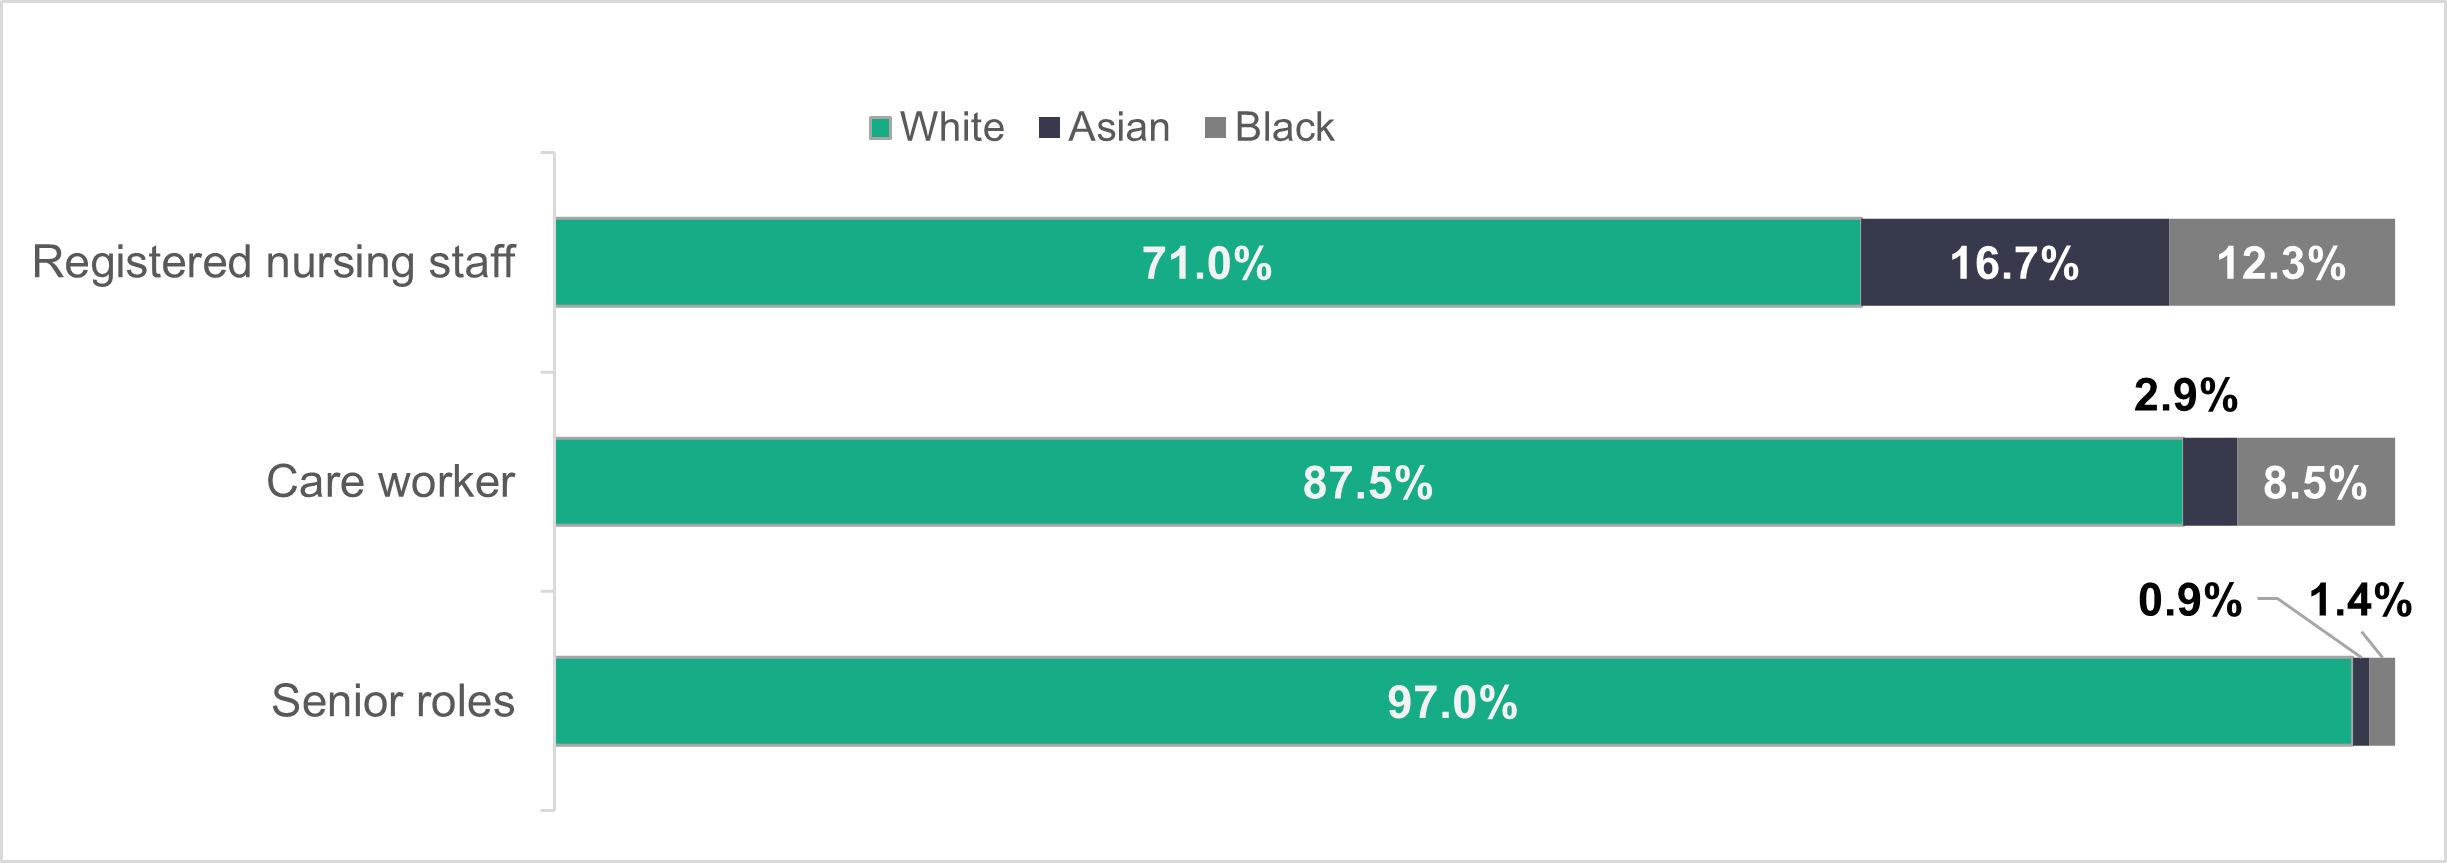 White Asian Black
Registered nursing staff 71.0% 16.7% 12.3%
2.9%
Care worker 87.5% 8.5%
0.9% 1.4%
Senior roles 97.0%